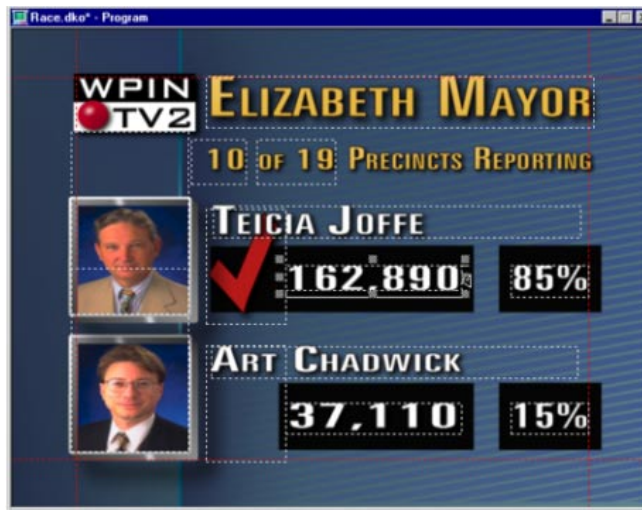 Race.dko* - Program
WPIN
TV2
ELIZABETH MAYOR
10 OF 19 PRECINCTS REPORTING
TEICIA JOFFE
162,890 85%
ART CHADWICK
37,110 15%